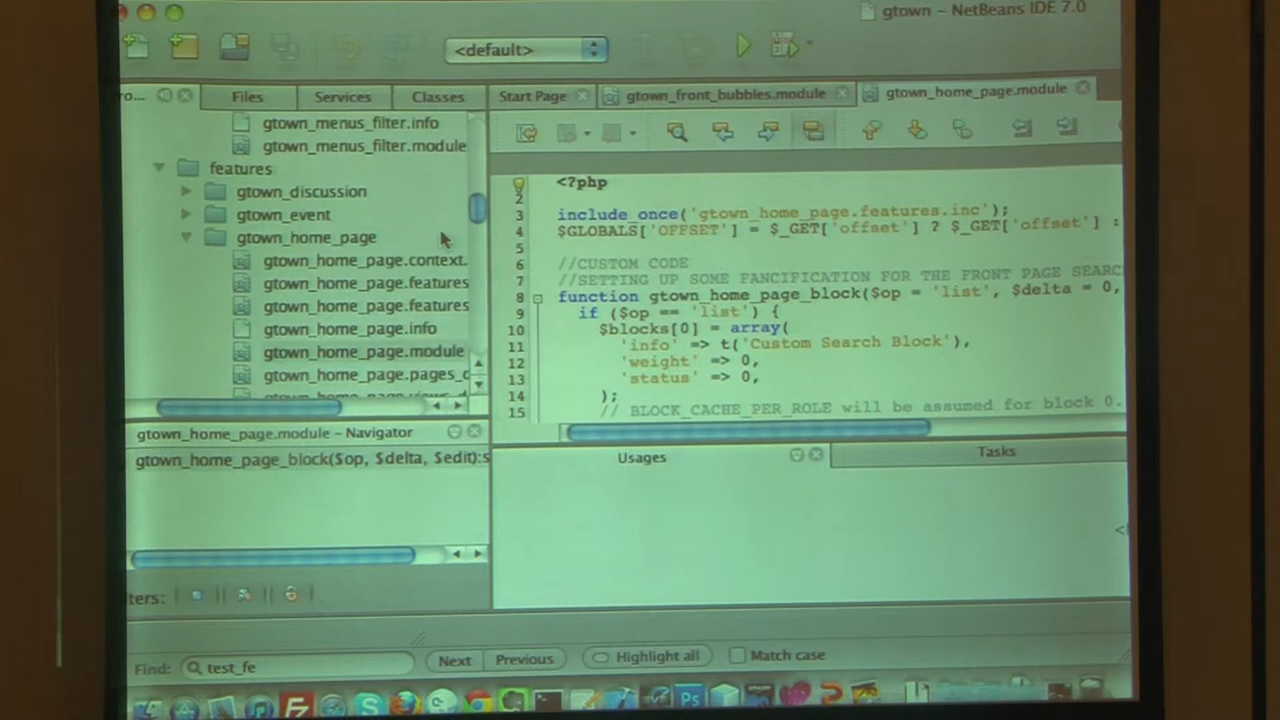 gtown – NetBeans IDE 7.0
<default>
ro...
Files
Services
Classes
Start Page
gtown_front_bubbles.module
gtown_home_page.module
gtown_menus_filter.info
gtown_menus_filter.module
features
gtown_discussion
gtown_event
gtown_home_page
gtown_home_page.context.
gtown_home_page.features
gtown_home_page.features
gtown_home_page.info
gtown_home_page.module
gtown_home_page.pages_c
<?php
2
3 include_once('gtown_home_page.features.inc');
4 $GLOBALS['OFFSET'] = $_GET['offset'] ? $_GET['offset'] :
5
6 //CUSTOM CODE
7 //SETTING UP SOME FANCIFICATION FOR THE FRONT PAGE SEARC
8 function gtown_home_page_block($op = 'list', $delta = 0,
9 if ($op == 'list') {
10 $blocks[0] = array(
11 'info' => t('Custom Search Block'),
12 'weight' => 0,
13 'status' => 0,
14 );
15 // BLOCK_CACHE_PER_ROLE will be assumed for block 0.
gtown_home_page.module - Navigator
gtown_home_page_block($op, $delta, $edit):s
Usages
Tasks
ters:
Find:
test_fe
Next
Previous
Highlight all
Match case
Ps